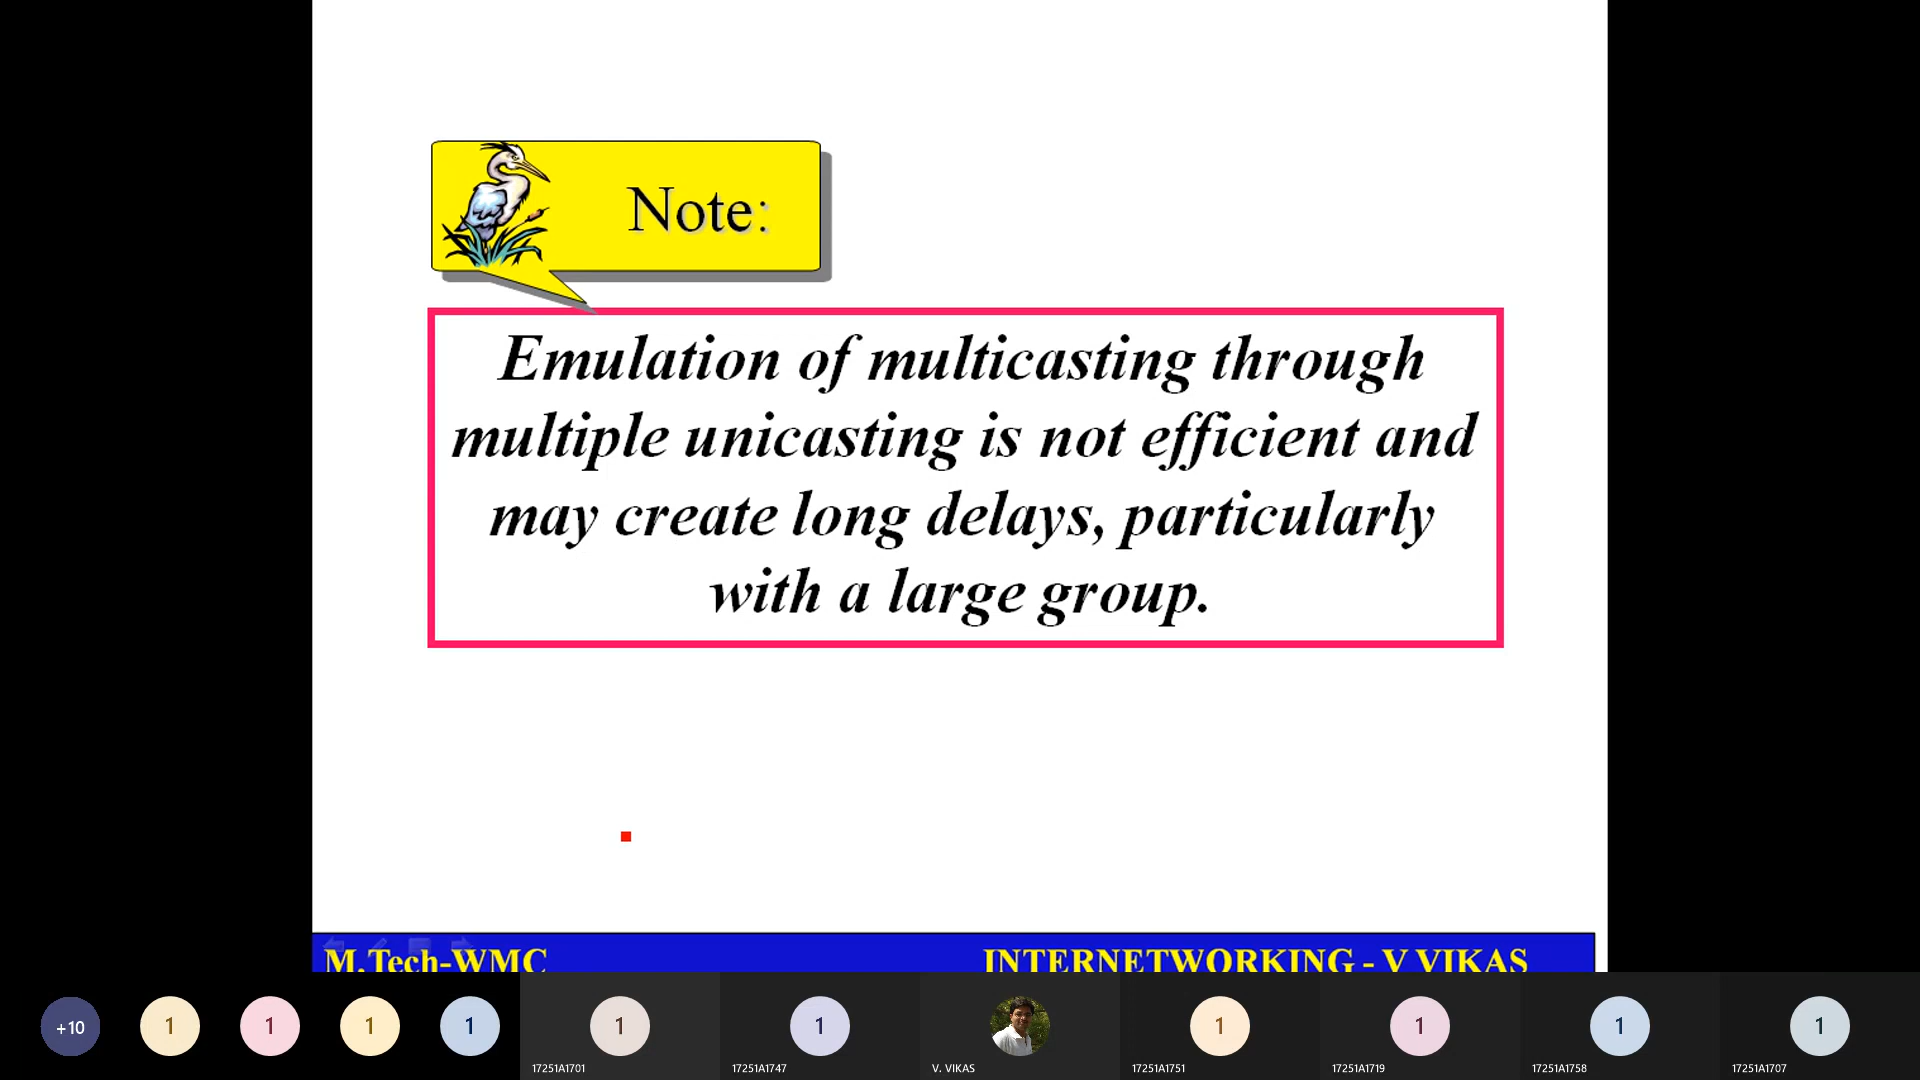 Note:
Emulation of multicasting through
multiple unicasting is not efficient and
may create long delays, particularly
with a large group.
M.Tech-WMC
INTERNETWORKING - V VIKAS
+10
1
1
1
1
1
1
1
1
1
1
17251A1701
17251A1747
V. VIKAS
17251A1751
17251A1719
17251A1758
17251A1707